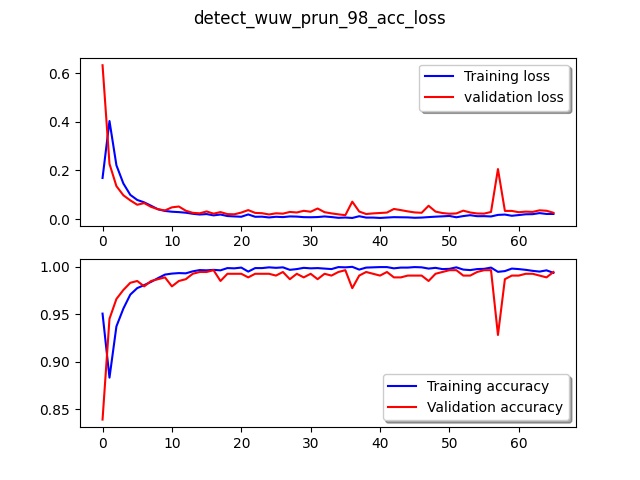 detect_wuw_prun_98_acc_loss
0.6
0.4
0.2
0.0
Training loss
validation loss
0 10 20 30 40 50 60
1.00
0.95
0.90
0.85
Training accuracy
Validation accuracy
0 10 20 30 40 50 60